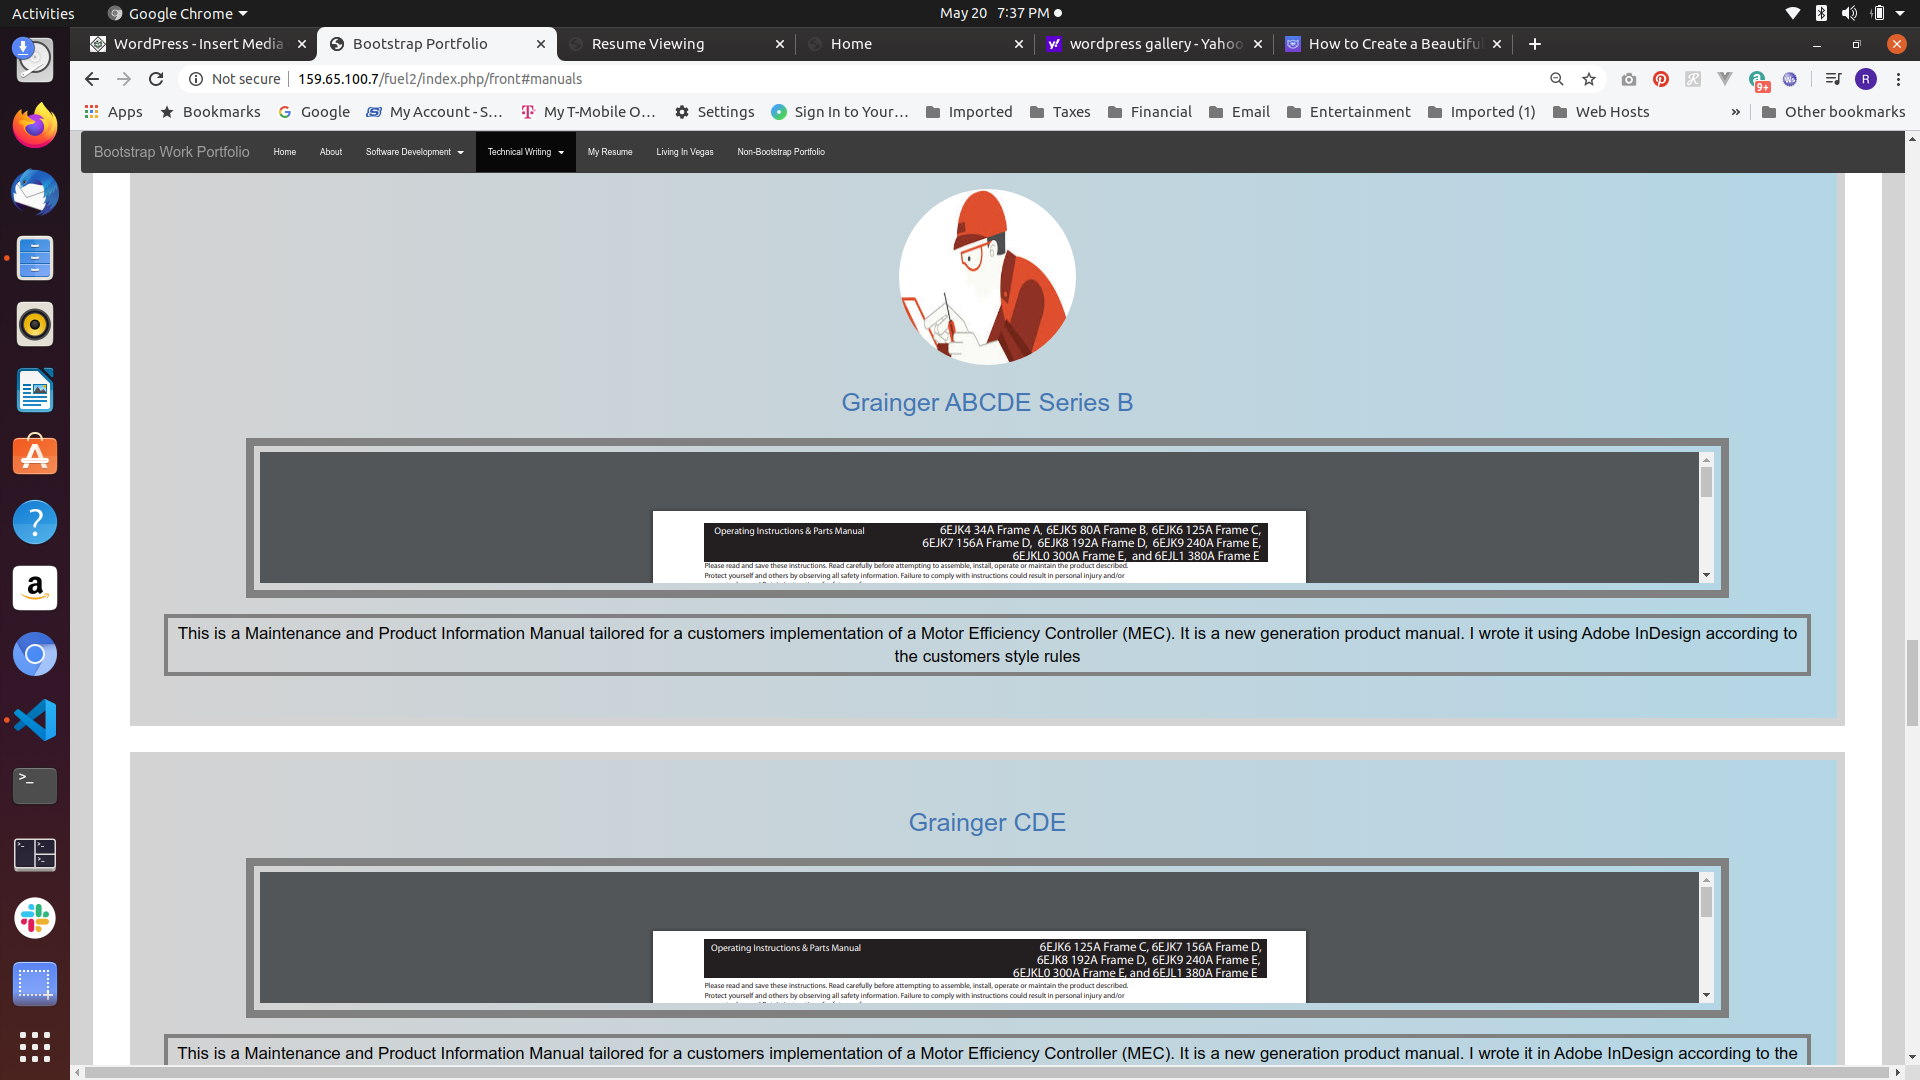 Activities
Google Chrome
May 20 7:37 PM
WordPress - Insert Media
Bootstrap Portfolio
Resume Viewing
Home
wordpress gallery - Yahoo
How to Create a Beautiful
Not secure
159.65.100.7/fuel2/index.php/front#manuals
9+
R
Apps
Bookmarks
Google
My Account - S...
My T-Mobile O...
Settings
Sign In to Your...
Imported
Taxes
Financial
Email
Entertainment
Imported (1)
Web Hosts
»
Other bookmarks
Bootstrap Work Portfolio
Home
About
Software Development
Technical Writing
My Resume
Living In Vegas
Non-Bootstrap Portfolio
Grainger ABCDE Series B
Operating Instructions & Parts Manual
6EJK4 34A Frame A, 6EJK5 80A Frame B, 6EJK6 125A Frame C,
6EJK7 156A Frame D, 6EJK8 192A Frame D, 6EJK9 240A Frame E,
6EJKL0 300A Frame E, and 6EJL1 380A Frame E
Please read and save these instructions. Read carefully before attempting to assemble, install, operate or maintain the product described.
Protect yourself and others by observing all safety information. Failure to comply with instructions could result in personal injury and/or
This is a Maintenance and Product Information Manual tailored for a customers implementation of a Motor Efficiency Controller (MEC). It is a new generation product manual. I wrote it using Adobe InDesign according to
the customers style rules
Grainger CDE
Operating Instructions & Parts Manual
6EJK6 125A Frame C, 6EJK7 156A Frame D,
6EJK8 192A Frame D, 6EJK9 240A Frame E,
6EJKL0 300A Frame E, and 6EJL1 380A Frame E
Please read and save these instructions. Read carefully before attempting to assemble, install, operate or maintain the product described.
Protect yourself and others by observing all safety information. Failure to comply with instructions could result in personal injury and/or
This is a Maintenance and Product Information Manual tailored for a customers implementation of a Motor Efficiency Controller (MEC). It is a new generation product manual. I wrote it in Adobe InDesign according to the